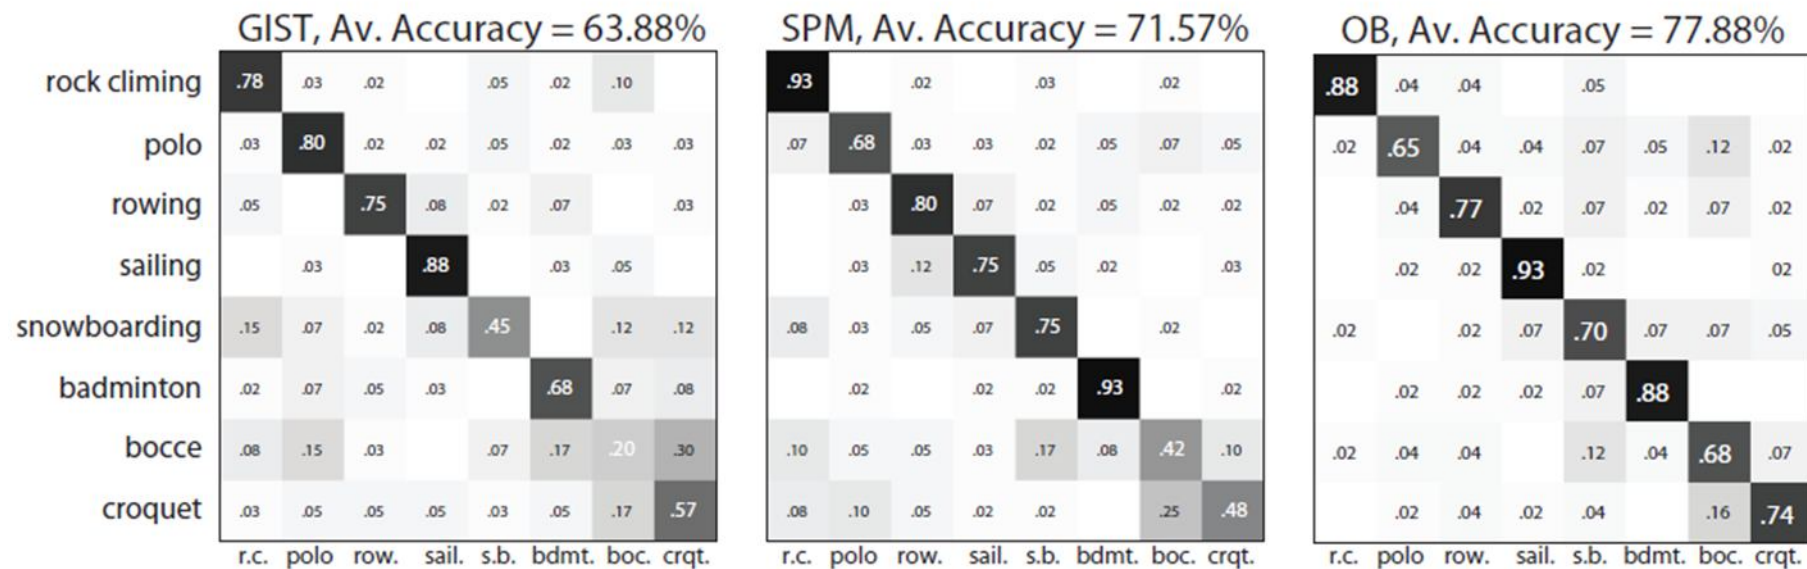 GIST, Av. Accuracy = 63.88% SPM, Av. Accuracy = 71.57% OB, Av. Accuracy = 77.88%
rock climing .78 .03 .02 .05 .02 .10 .93 .02 .03 .02 .88 .04 .04 .05
polo .03 .80 .02 .02 .05 .02 .03 .03 .07 .68 .03 .03 .02 .05 .07 .05 .02 .65 .04 .04 .07 .05 .12 .02
rowing .05 .75 .08 .02 .07 .03 .03 .80 .07 .02 .05 .02 .02 .04 .77 .02 .07 .02 .07 .02
sailing .03 .88 .03 .05 .03 .12 .75 .05 .02 .03 .02 .02 .93 .02 02
snowboarding .15 .07 .02 .08 .45 .12 .12 .08 .03 .05 .07 .75 .02 .02 .02 .07 .70 .07 .07 .05
badminton .02 .07 .05 .03 .68 .07 .08 .02 .02 .02 .93 .02 .02 .02 .02 .07 .88
bocce .08 .15 .03 .07 .17 .20 .30 .10 .05 .05 .03 .17 .08 .42 .10 .02 .04 .04 .12 .04 .68 .07
croquet .03 .05 .05 .05 .03 .05 .17 .57 .08 .10 .05 .02 .02 .25 .48 .02 .04 .02 .04 .16 .74
r.c. polo row. sail. s.b. bdmt. boc. crqt. r.c. polo row. sail. s.b. bdmt. boc. crqt. r.c. polo row. sail. s.b. bdmt. boc. crqt.